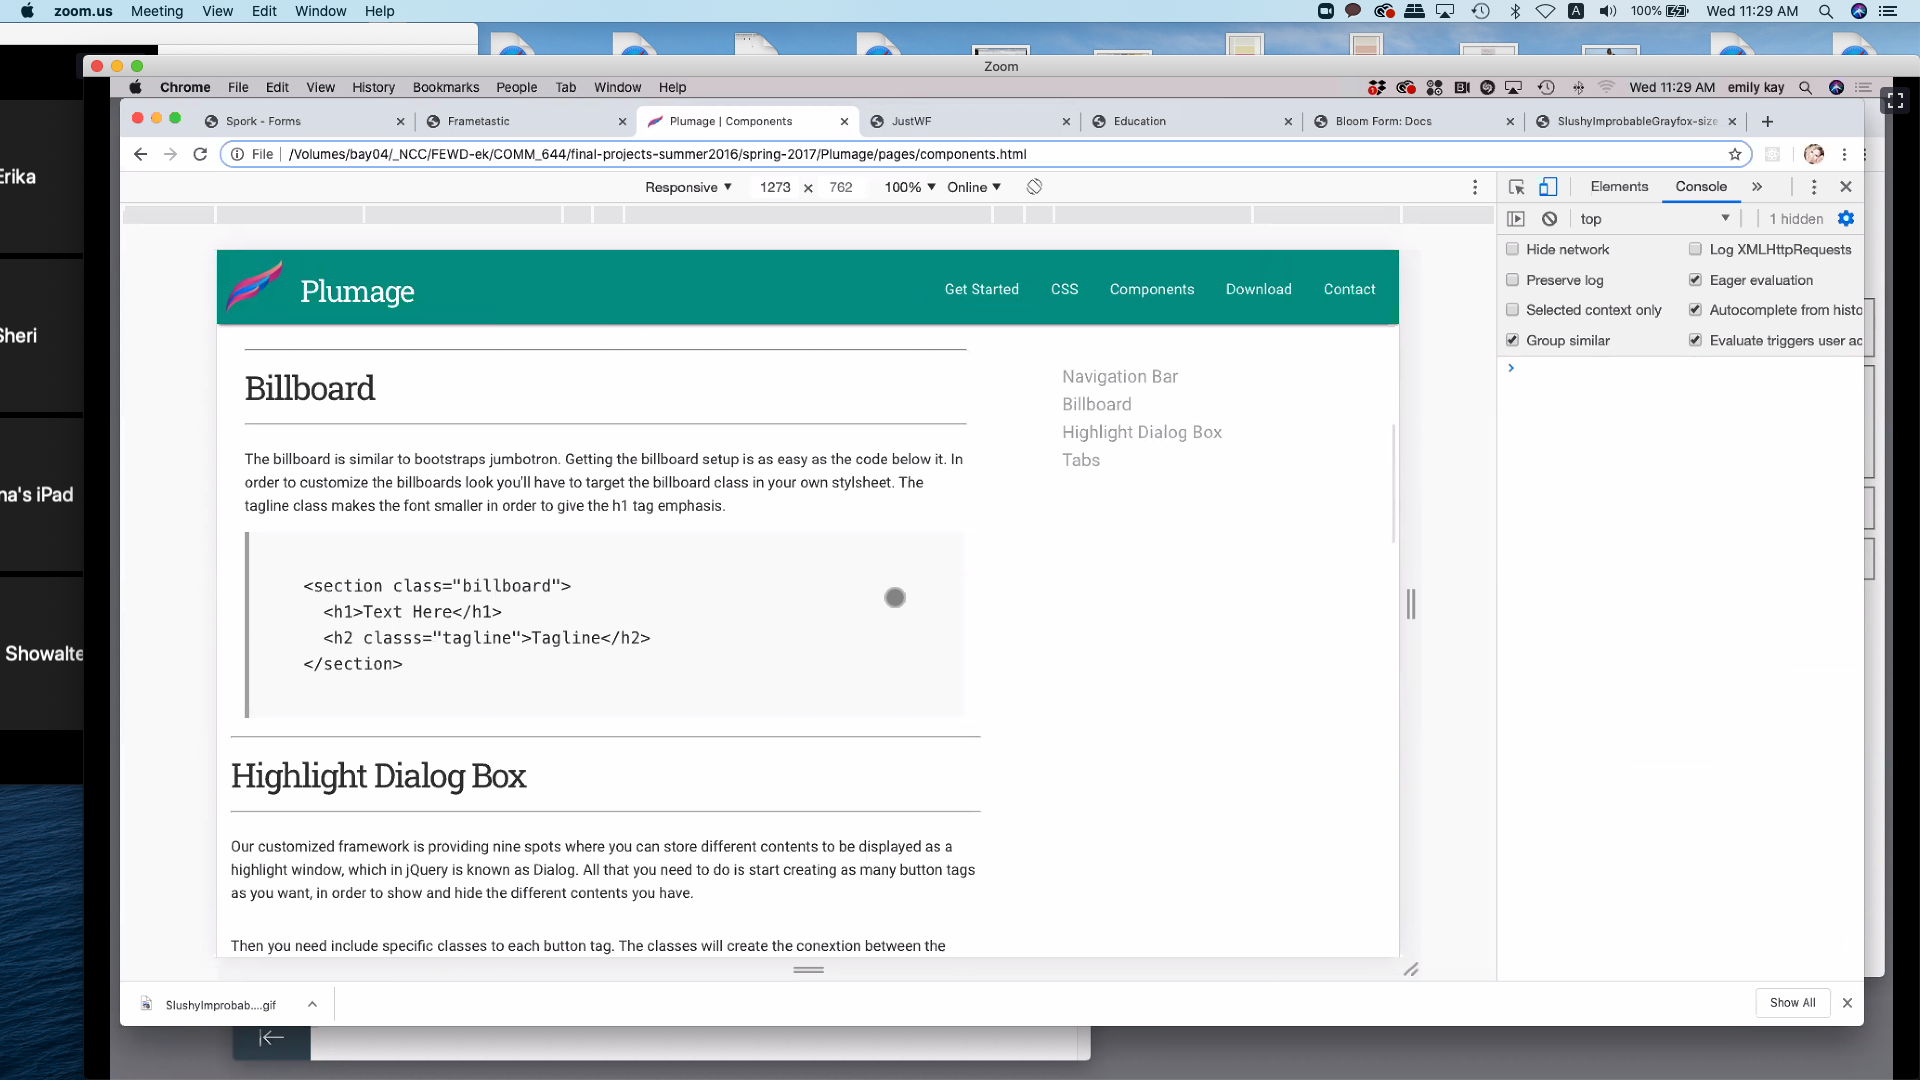 zoom.us Meeting View Edit Window Help
100% Wed 11:29 AM
Zoom
Chrome File Edit View History Bookmarks People Tab Window Help
Wed 11:29 AM emily kay
Spork - Forms
Frametastic
Plumage | Components
JustWF
Education
Bloom Form: Docs
SlushyImprobableGrayfox-size
File /Volumes/bay04/_NCC/FEWD-ek/COMM_644/final-projects-summer2016/spring-2017/Plumage/pages/components.html
Responsive 1273 × 762 100% Online
Elements Console
top 1 hidden
Hide network Log XMLHttpRequests
Preserve log Eager evaluation
Selected context only Autocomplete from histo
Group similar Evaluate triggers user ac
Erika
Sheri
na's iPad
Showalte
Plumage
Get Started CSS Components Download Contact
Billboard
The billboard is similar to bootstraps jumbotron. Getting the billboard setup is as easy as the code below it. In
order to customize the billboards look you'll have to target the billboard class in your own stylsheet. The
tagline class makes the font smaller in order to give the h1 tag emphasis.
<section class="billboard">
<h1>Text Here</h1>
<h2 classs="tagline">Tagline</h2>
</section>
Navigation Bar
Billboard
Highlight Dialog Box
Tabs
Highlight Dialog Box
Our customized framework is providing nine spots where you can store different contents to be displayed as a
highlight window, which in jQuery is known as Dialog. All that you need to do is start creating as many button tags
as you want, in order to show and hide the different contents you have.
Then you need include specific classes to each button tag. The classes will create the conextion between the
SlushyImprobab....gif
Show All